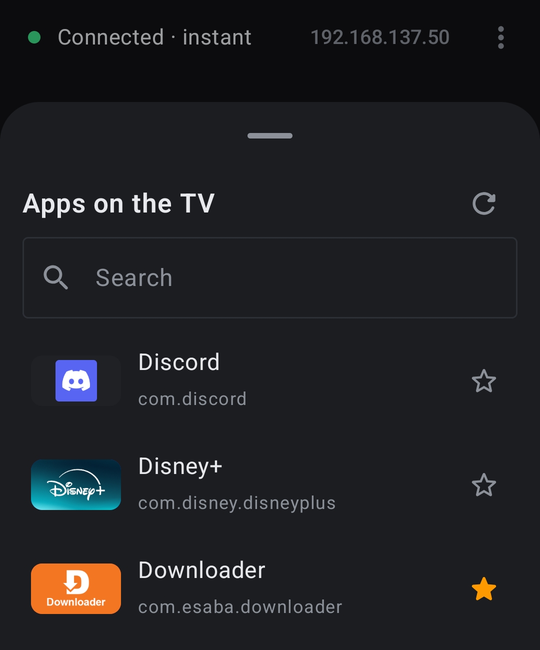 Connected · instant 192.168.137.50
Apps on the TV
Search
Discord
com.discord
Disney+
Disney+
com.disney.disneyplus
Downloader
Downloader
com.esaba.downloader